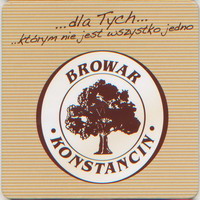 ...dla Tych...
...którym nie jest wszystko jedno
BROWAR
• KONSTANCIN •